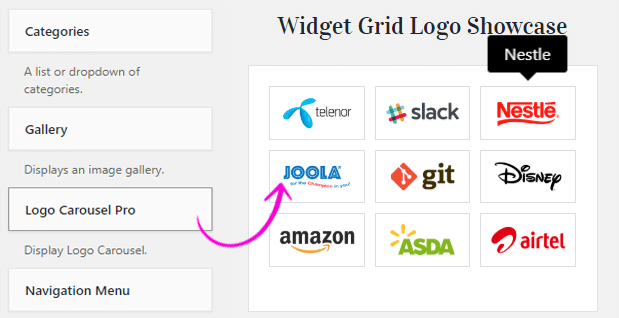 Categories
A list or dropdown of
categories.
Gallery
Displays an image gallery.
Logo Carousel Pro
Display Logo Carousel.
Navigation Menu
Widget Grid Logo Showcase
Nestle
telenor
slack
Nestlé
JOOLA
for the Champion in you!
git
Disney
amazon
ASDA
airtel